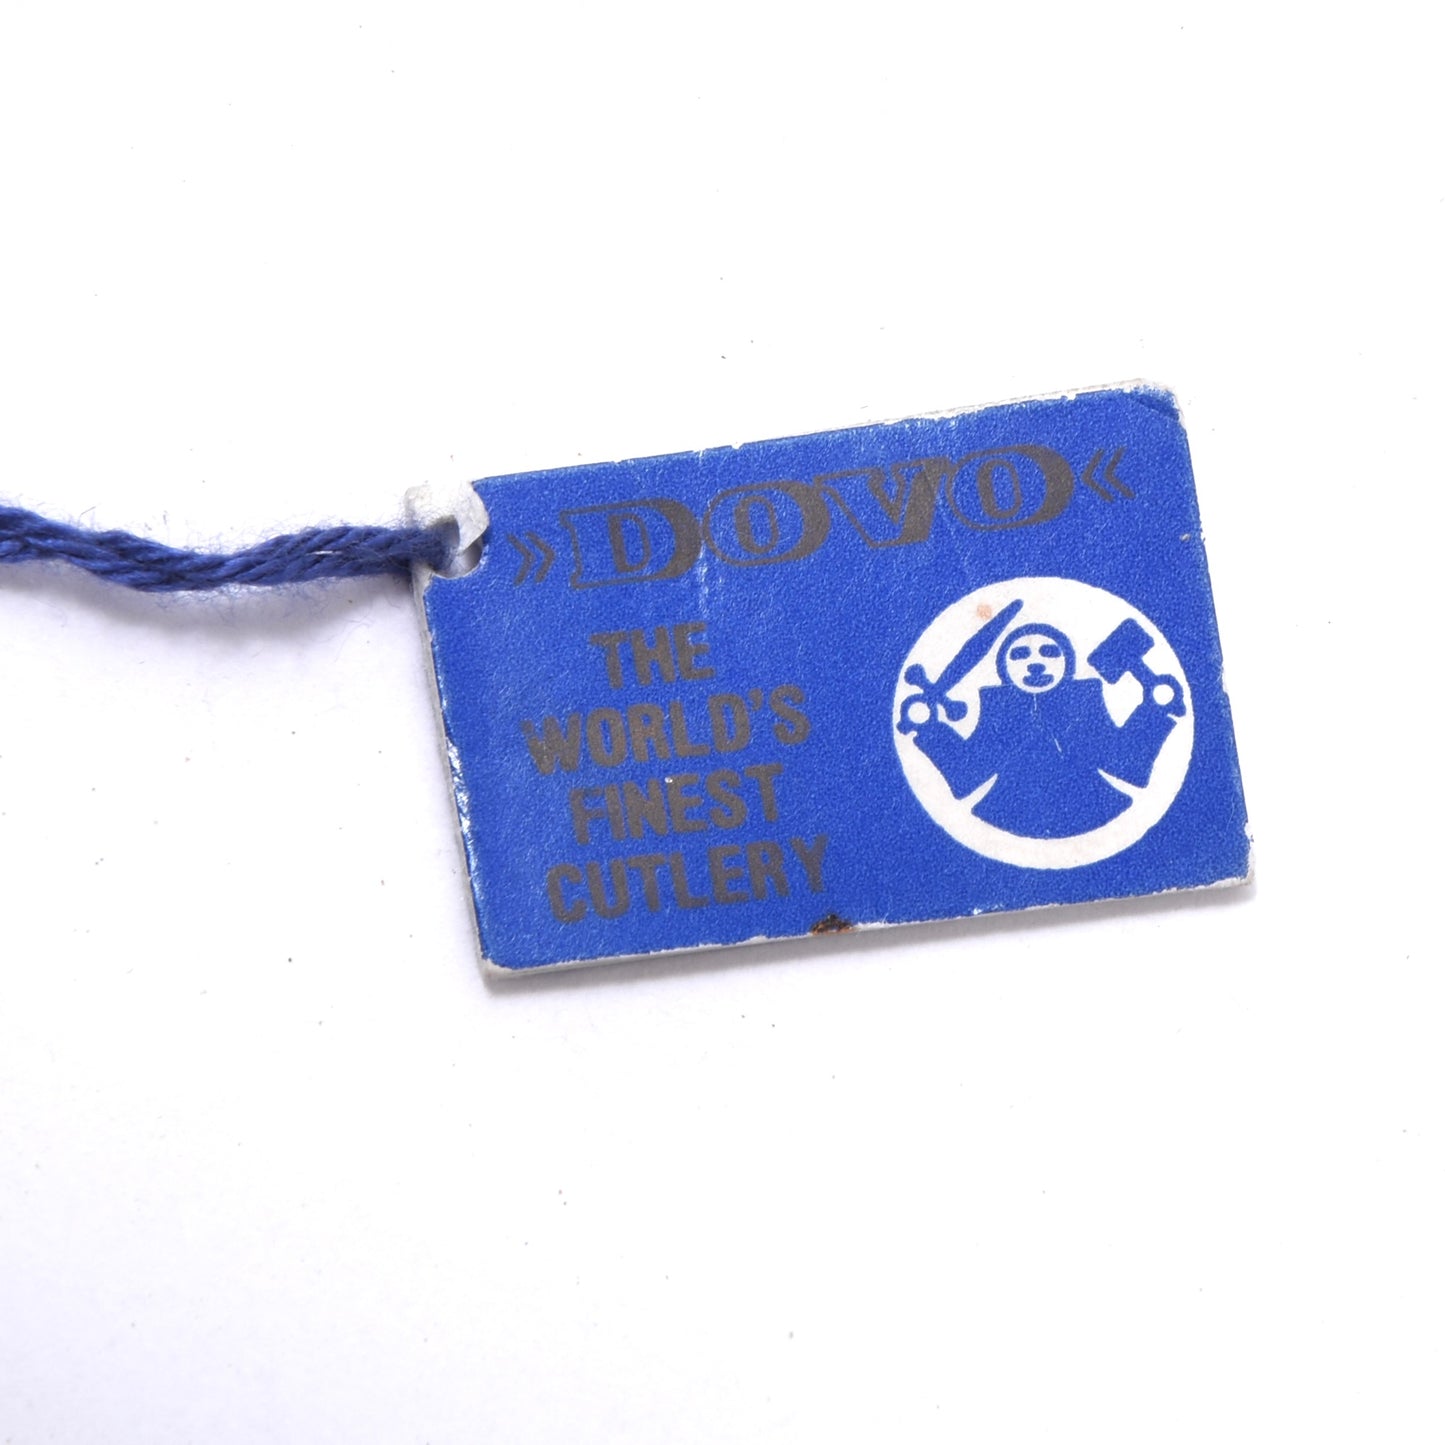 »DOVO«
THE
WORLD'S
FINEST
CUTLERY